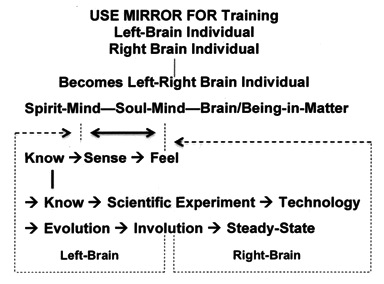 USE MIRROR FOR Training
Left-Brain Individual
Right Brain Individual
Becomes Left-Right Brain Individual
Spirit-Mind—Soul-Mind—Brain/Being-in-Matter
Know → Sense → Feel
→ Know → Scientific Experiment → Technology
→ Evolution → Involution → Steady-State
Left-Brain Right-Brain